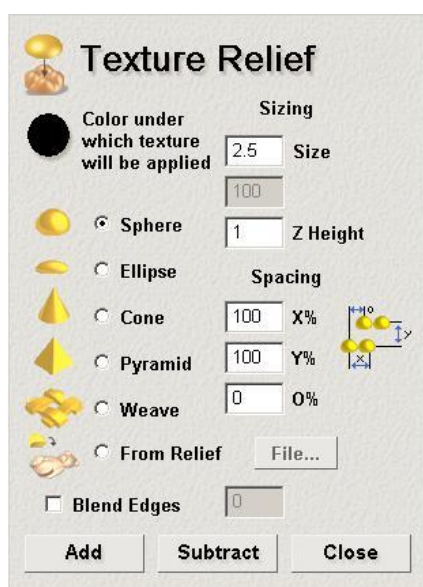 Texture Relief
Color under
which texture
will be applied
Sizing
2.5 Size
100
1 Z Height
Sphere
Ellipse
Cone
Pyramid
Weave
From Relief File...
Spacing
100 X%
100 Y%
0 O%
o
y
x
Blend Edges 0
Add Subtract Close